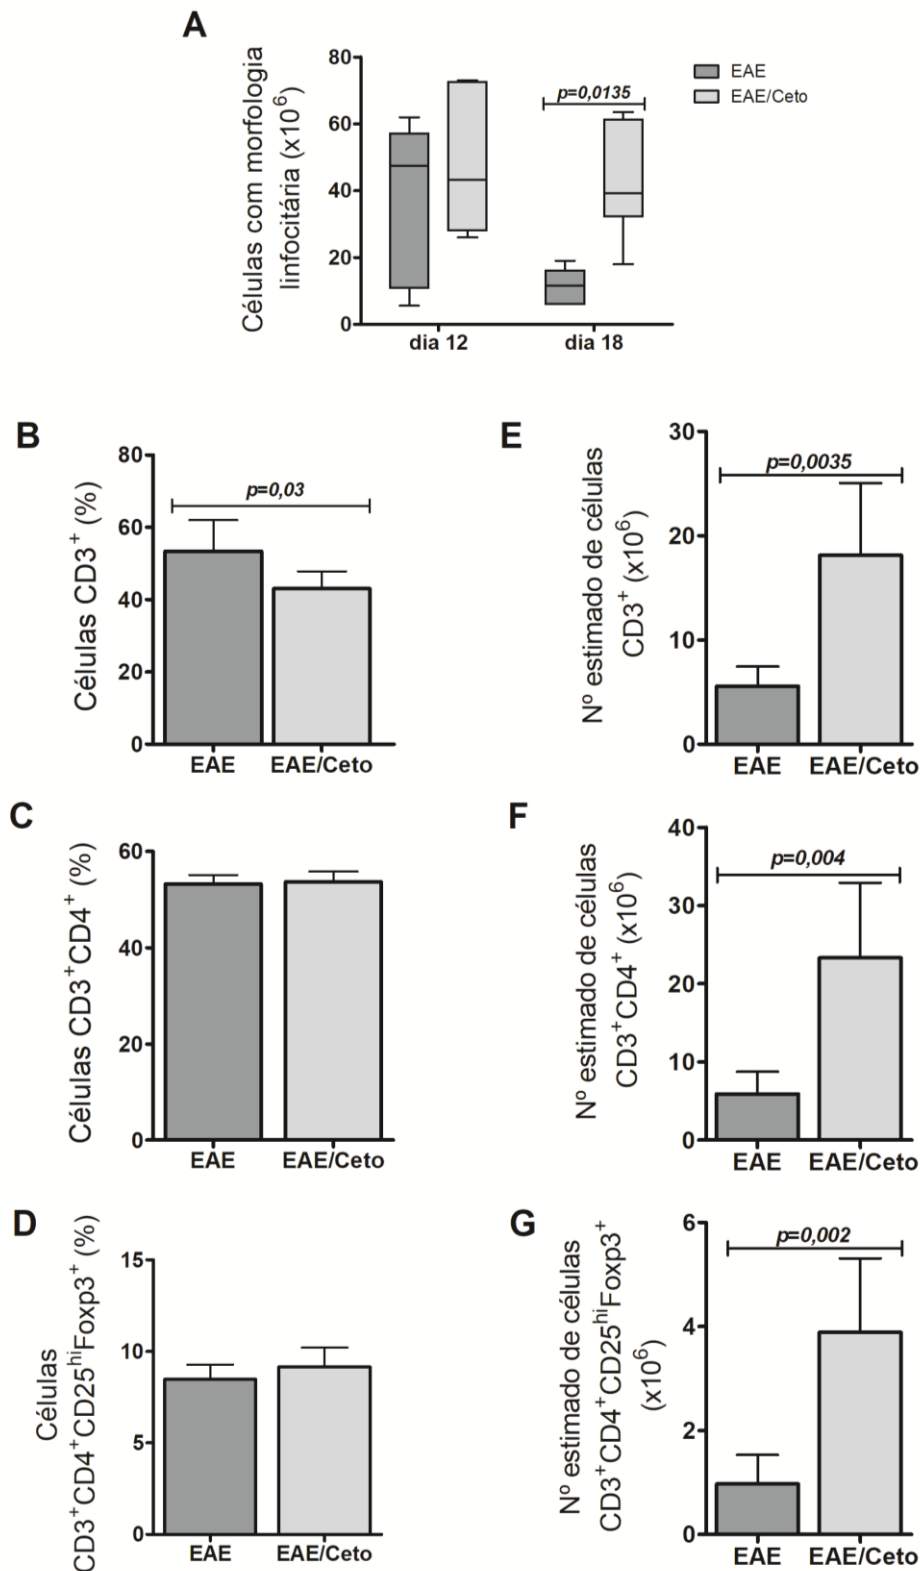 A
Células com morfologia
linfocitária (x10⁶)
80
60
40
20
0
p=0,0135
EAE
EAE/Ceto
dia 12
dia 18
B
Células CD3⁺ (%)
80
60
40
20
0
p=0,03
EAE
EAE/Ceto
E
Nº estimado de células
CD3⁺ (x10⁶)
30
20
10
0
p=0,0035
EAE
EAE/Ceto
C
Células CD3⁺CD4⁺ (%)
60
40
20
0
EAE
EAE/Ceto
F
Nº estimado de células
CD3⁺CD4⁺ (x10⁶)
40
30
20
10
0
p=0,004
EAE
EAE/Ceto
D
Células
CD3⁺CD4⁺CD25ʰⁱFoxp3⁺ (%)
15
10
5
0
EAE
EAE/Ceto
G
Nº estimado de células
CD3⁺CD4⁺CD25ʰⁱFoxp3⁺
(x10⁶)
6
4
2
0
p=0,002
EAE
EAE/Ceto